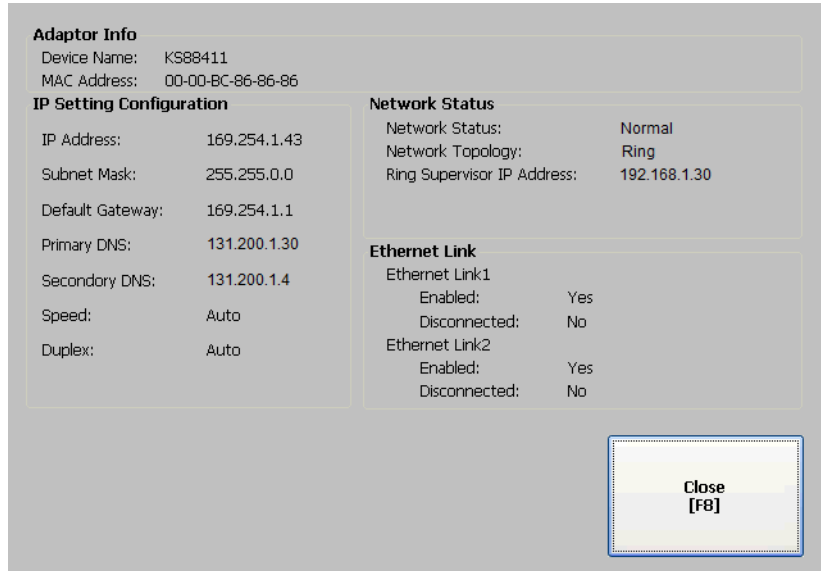 Adaptor Info
Device Name: KS88411
MAC Address: 00-00-BC-86-86-86
IP Setting Configuration
IP Address: 169.254.1.43
Subnet Mask: 255.255.0.0
Default Gateway: 169.254.1.1
Primary DNS: 131.200.1.30
Secondory DNS: 131.200.1.4
Speed: Auto
Duplex: Auto
Network Status
Network Status: Normal
Network Topology: Ring
Ring Supervisor IP Address: 192.168.1.30
Ethernet Link
Ethernet Link1
Enabled: Yes
Disconnected: No
Ethernet Link2
Enabled: Yes
Disconnected: No
Close
[F8]